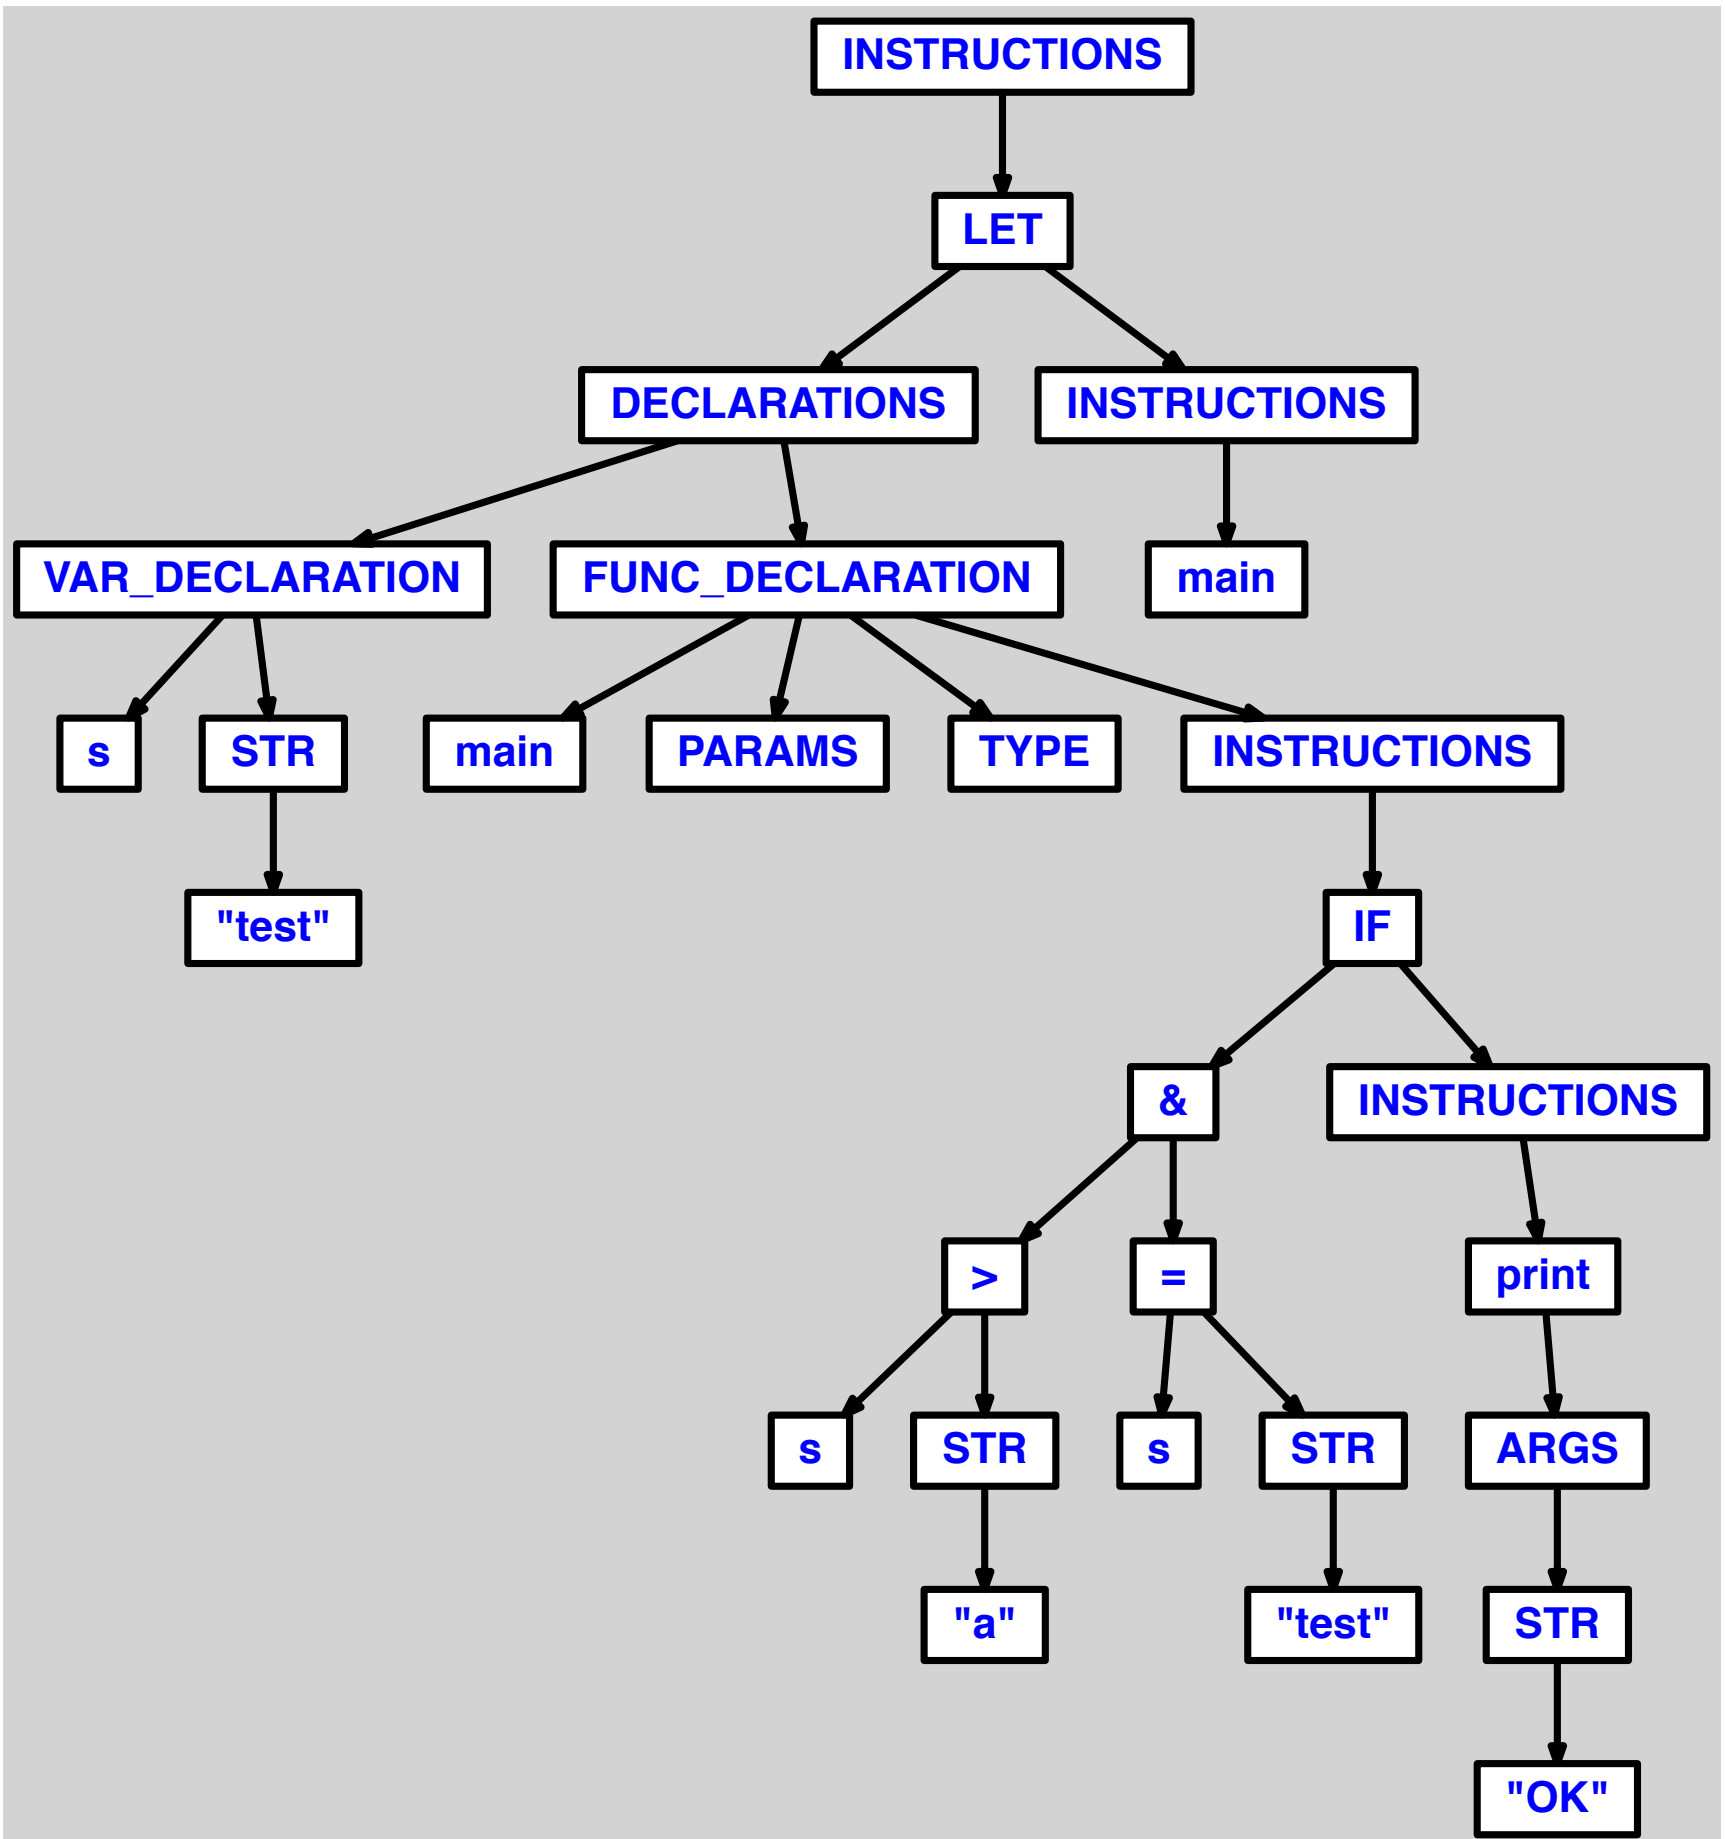 INSTRUCTIONS
LET
DECLARATIONS
INSTRUCTIONS
VAR_DECLARATION
FUNC_DECLARATION
main
s
STR
main
PARAMS
TYPE
INSTRUCTIONS
"test"
IF
&
INSTRUCTIONS
>
=
print
s
STR
s
STR
ARGS
"a"
"test"
STR
"OK"